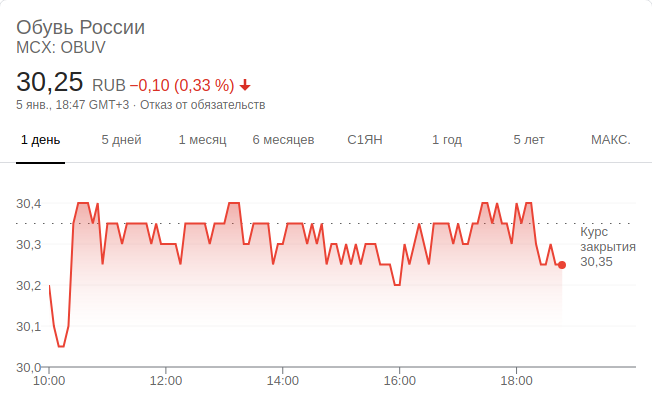 Обувь России
MCX: OBUV
30,25 RUB −0,10 (0,33 %)
5 янв., 18:47 GMT+3 · Отказ от обязательств
1 день 5 дней 1 месяц 6 месяцев С1ЯН 1 год 5 лет МАКС.
30,4
30,3
30,2
30,1
30,0
Курс
закрытия
30,35
10:00 12:00 14:00 16:00 18:00